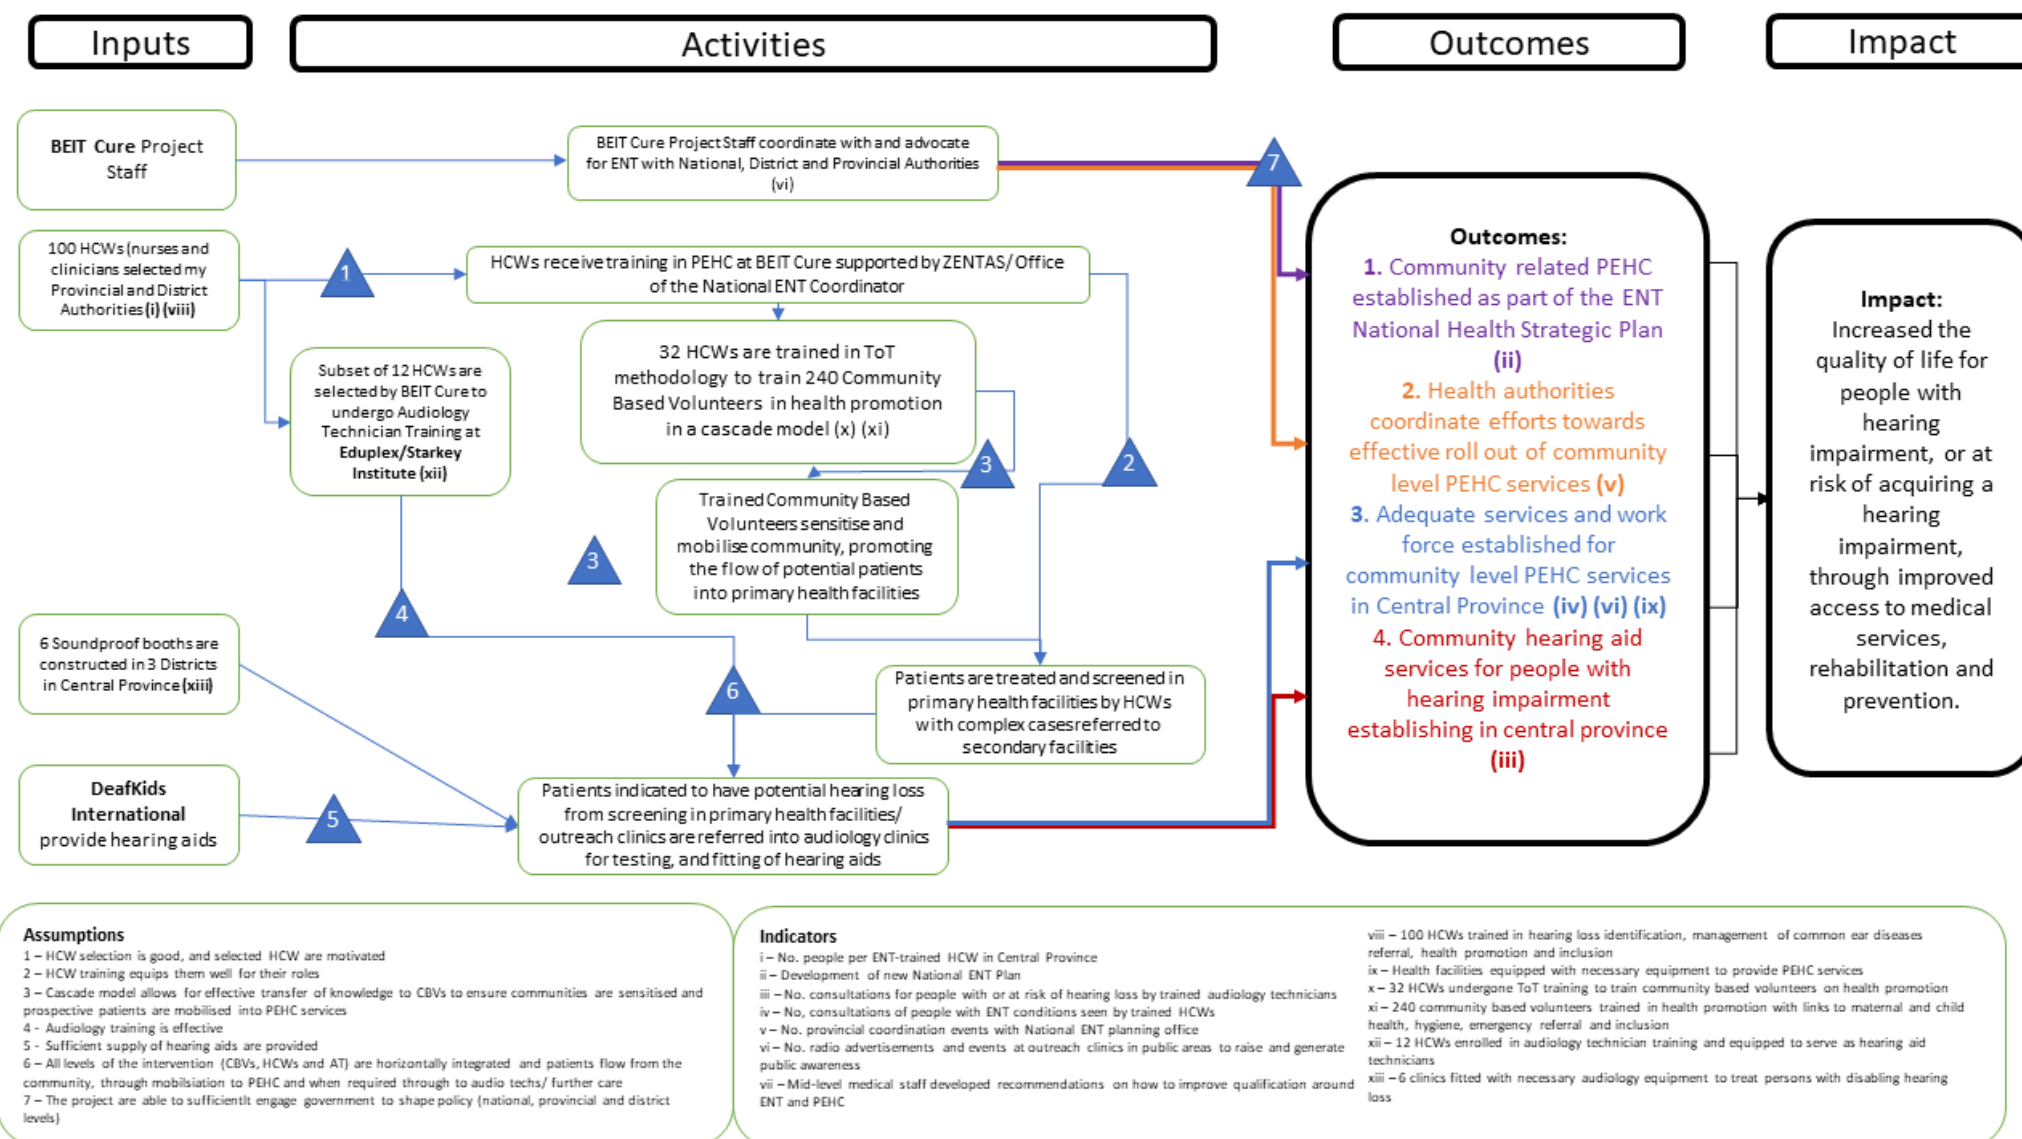 Inputs
Activities
Outcomes
Impact
BEIT Cure Project
Staff
BEIT Cure Project Staff coordinate with and advocate
for ENT with National, District and Provincial Authorities
(vi)
7
100 HCWs (nurses and
clinicians selected my
Provincial and District
Authorities (i) (viii)
1
HCWs receive training in PEHC at BEIT Cure supported by ZENTAS/ Office
of the National ENT Coordinator
Subset of 12 HCWs are
selected by BEIT Cure to
undergo Audiology
Technician Training at
Eduplex/Starkey
Institute (xii)
32 HCWs are trained in ToT
methodology to train 240 Community
Based Volunteers in health promotion
in a cascade model (x) (xi)
3
2
Trained Community Based
Volunteers sensitise and
mobilise community, promoting
the flow of potential patients
into primary health facilities
3
4
6 Soundproof booths are
constructed in 3 Districts
in Central Province (xiii)
6
Patients are treated and screened in
primary health facilities by HCWs
with complex cases referred to
secondary facilities
DeafKids
International
provide hearing aids
5
Patients indicated to have potential hearing loss
from screening in primary health facilities/
outreach clinics are referred into audiology clinics
for testing, and fitting of hearing aids
Outcomes:
1. Community related PEHC
established as part of the ENT
National Health Strategic Plan
(ii)
2. Health authorities
coordinate efforts towards
effective roll out of community
level PEHC services (v)
3. Adequate services and work
force established for
community level PEHC services
in Central Province (iv) (vi) (ix)
4. Community hearing aid
services for people with
hearing impairment
establishing in central province
(iii)
Impact:
Increased the
quality of life for
people with
hearing
impairment, or at
risk of acquiring a
hearing
impairment,
through improved
access to medical
services,
rehabilitation and
prevention.
Assumptions
1 – HCW selection is good, and selected HCW are motivated
2 – HCW training equips them well for their roles
3 – Cascade model allows for effective transfer of knowledge to CBVs to ensure communities are sensitised and
prospective patients are mobilised into PEHC services
4 - Audiology training is effective
5 - Sufficient supply of hearing aids are provided
6 – All levels of the intervention (CBVs, HCWs and AT) are horizontally integrated and patients flow from the
community, through mobilsiation to PEHC and when required through to audio techs/ further care
7 – The project are able to sufficientlt engage government to shape policy (national, provincial and district
levels)
Indicators
i – No. people per ENT-trained HCW in Central Province
ii – Development of new National ENT Plan
iii – No. consultations for people with or at risk of hearing loss by trained audiology technicians
iv – No, consultations of people with ENT conditions seen by trained HCWs
v – No. provincial coordination events with National ENT planning office
vi – No. radio advertisements and events at outreach clinics in public areas to raise and generate
public awareness
vii – Mid-level medical staff developed recommendations on how to improve qualification around
ENT and PEHC
viii – 100 HCWs trained in hearing loss identification, management of common ear diseases
referral, health promotion and inclusion
ix – Health facilities equipped with necessary equipment to provide PEHC services
x – 32 HCWs undergone ToT training to train community based volunteers on health promotion
xi – 240 community based volunteers trained in health promotion with links to maternal and child
health, hygiene, emergency referral and inclusion
xii – 12 HCWs enrolled in audiology technician training and equipped to serve as hearing aid
technicians
xiii – 6 clinics fitted with necessary audiology equipment to treat persons with disabling hearing
loss